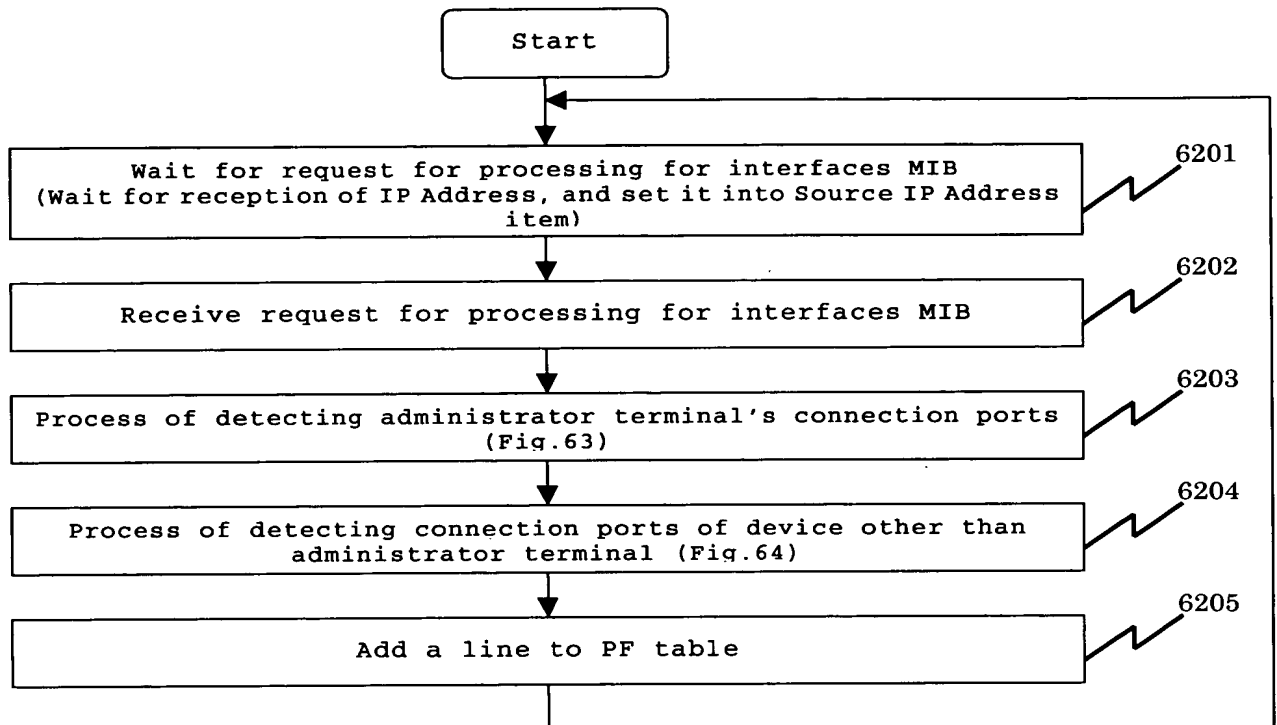 Start
Wait for request for processing for interfaces MIB
(Wait for reception of IP Address, and set it into Source IP Address
item)
6201
Receive request for processing for interfaces MIB
6202
Process of detecting administrator terminal's connection ports
(Fig.63)
6203
Process of detecting connection ports of device other than
administrator terminal (Fig.64)
6204
Add a line to PF table
6205